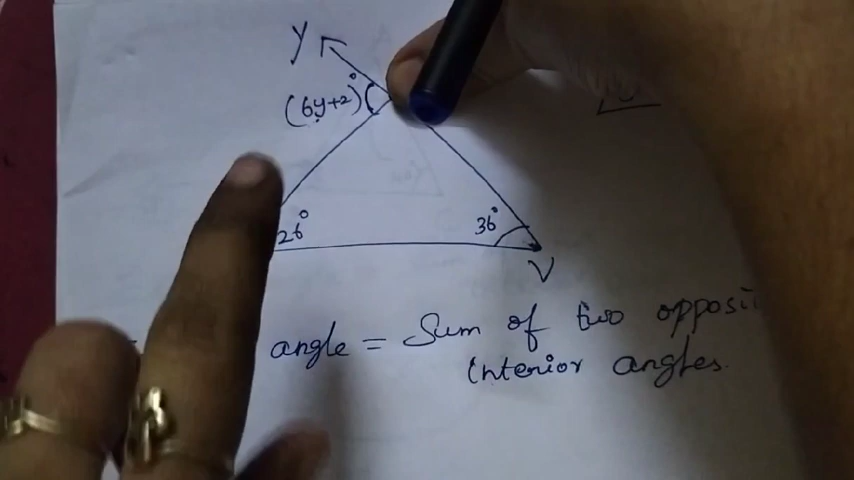 Y
(6y+2)°
26° 36°
V
angle = Sum of two opposi
Interior angles.